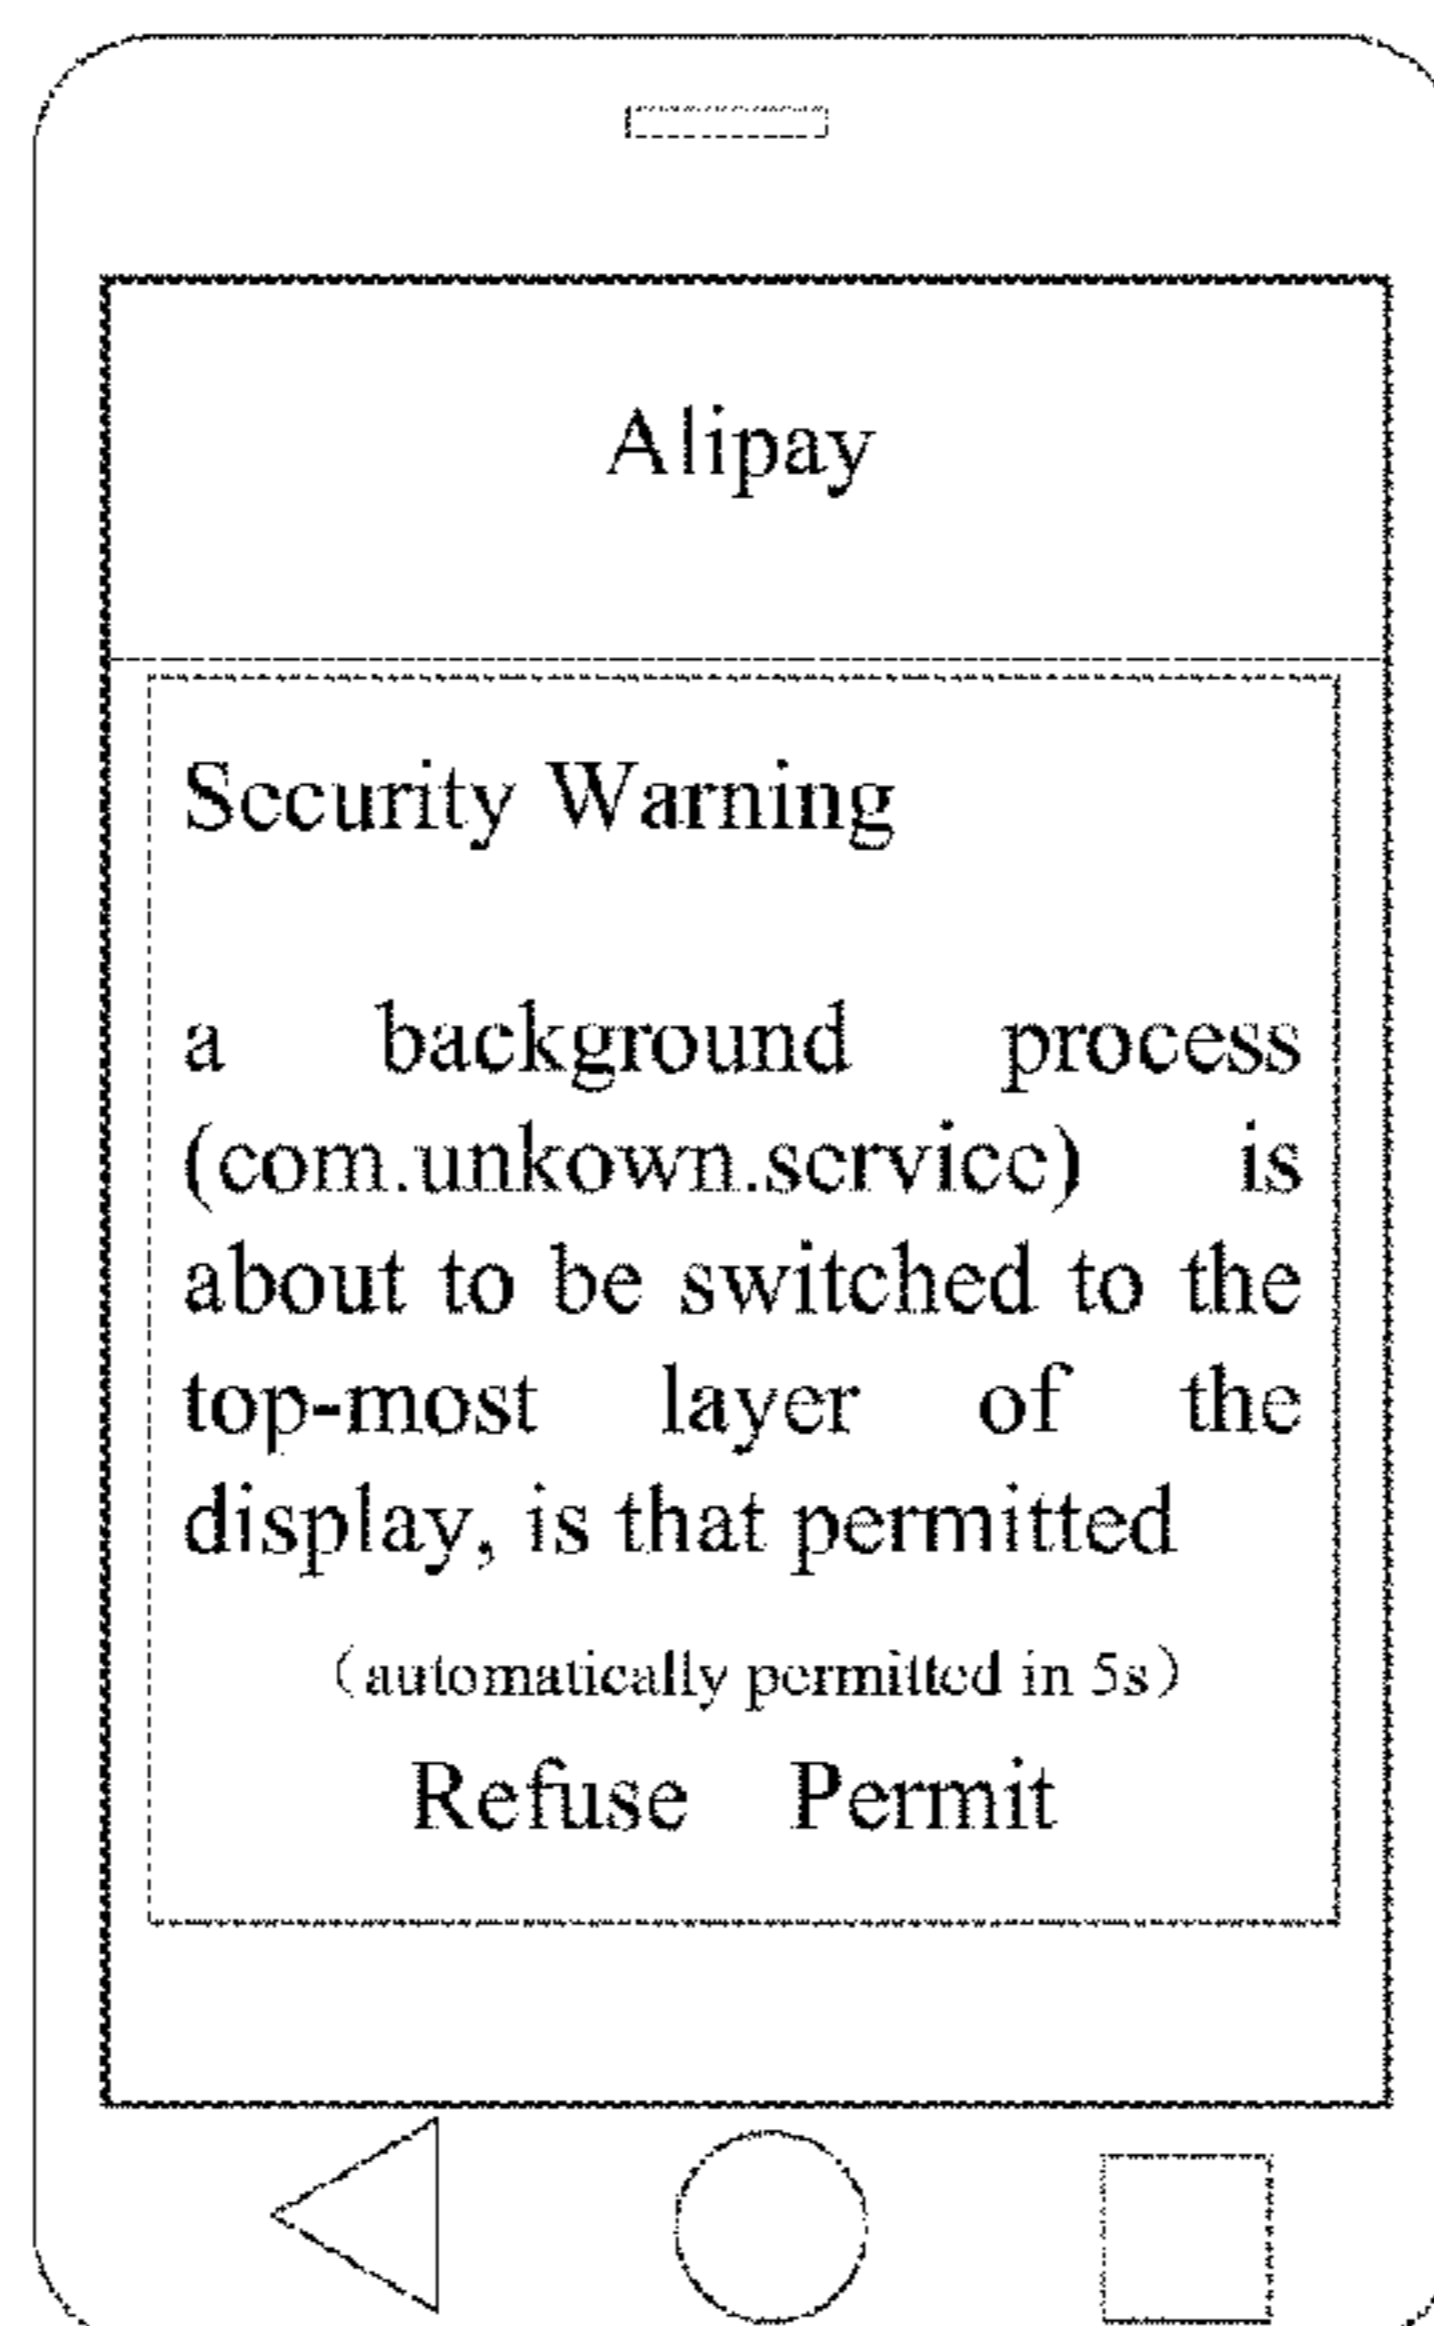 Alipay
Security Warning
a background process
(com.unkown.service) is
about to be switched to the
top-most layer of the
display, is that permitted
(automatically permitted in 5s)
Refuse Permit